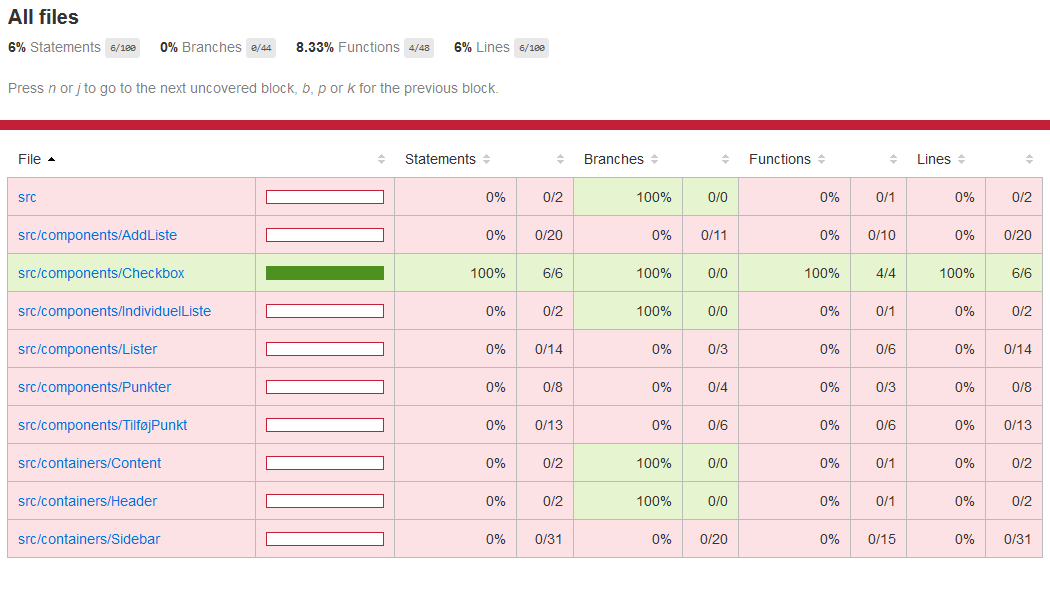 All files
6% Statements 6/100 0% Branches 0/44 8.33% Functions 4/48 6% Lines 6/100
Press n or j to go to the next uncovered block, b, p or k for the previous block.
File Statements Branches Functions Lines
src 0% 0/2 100% 0/0 0% 0/1 0% 0/2
src/components/AddListe 0% 0/20 0% 0/11 0% 0/10 0% 0/20
src/components/Checkbox 100% 6/6 100% 0/0 100% 4/4 100% 6/6
src/components/IndividuelListe 0% 0/2 100% 0/0 0% 0/1 0% 0/2
src/components/Lister 0% 0/14 0% 0/3 0% 0/6 0% 0/14
src/components/Punkter 0% 0/8 0% 0/4 0% 0/3 0% 0/8
src/components/TilføjPunkt 0% 0/13 0% 0/6 0% 0/6 0% 0/13
src/containers/Content 0% 0/2 100% 0/0 0% 0/1 0% 0/2
src/containers/Header 0% 0/2 100% 0/0 0% 0/1 0% 0/2
src/containers/Sidebar 0% 0/31 0% 0/20 0% 0/15 0% 0/31